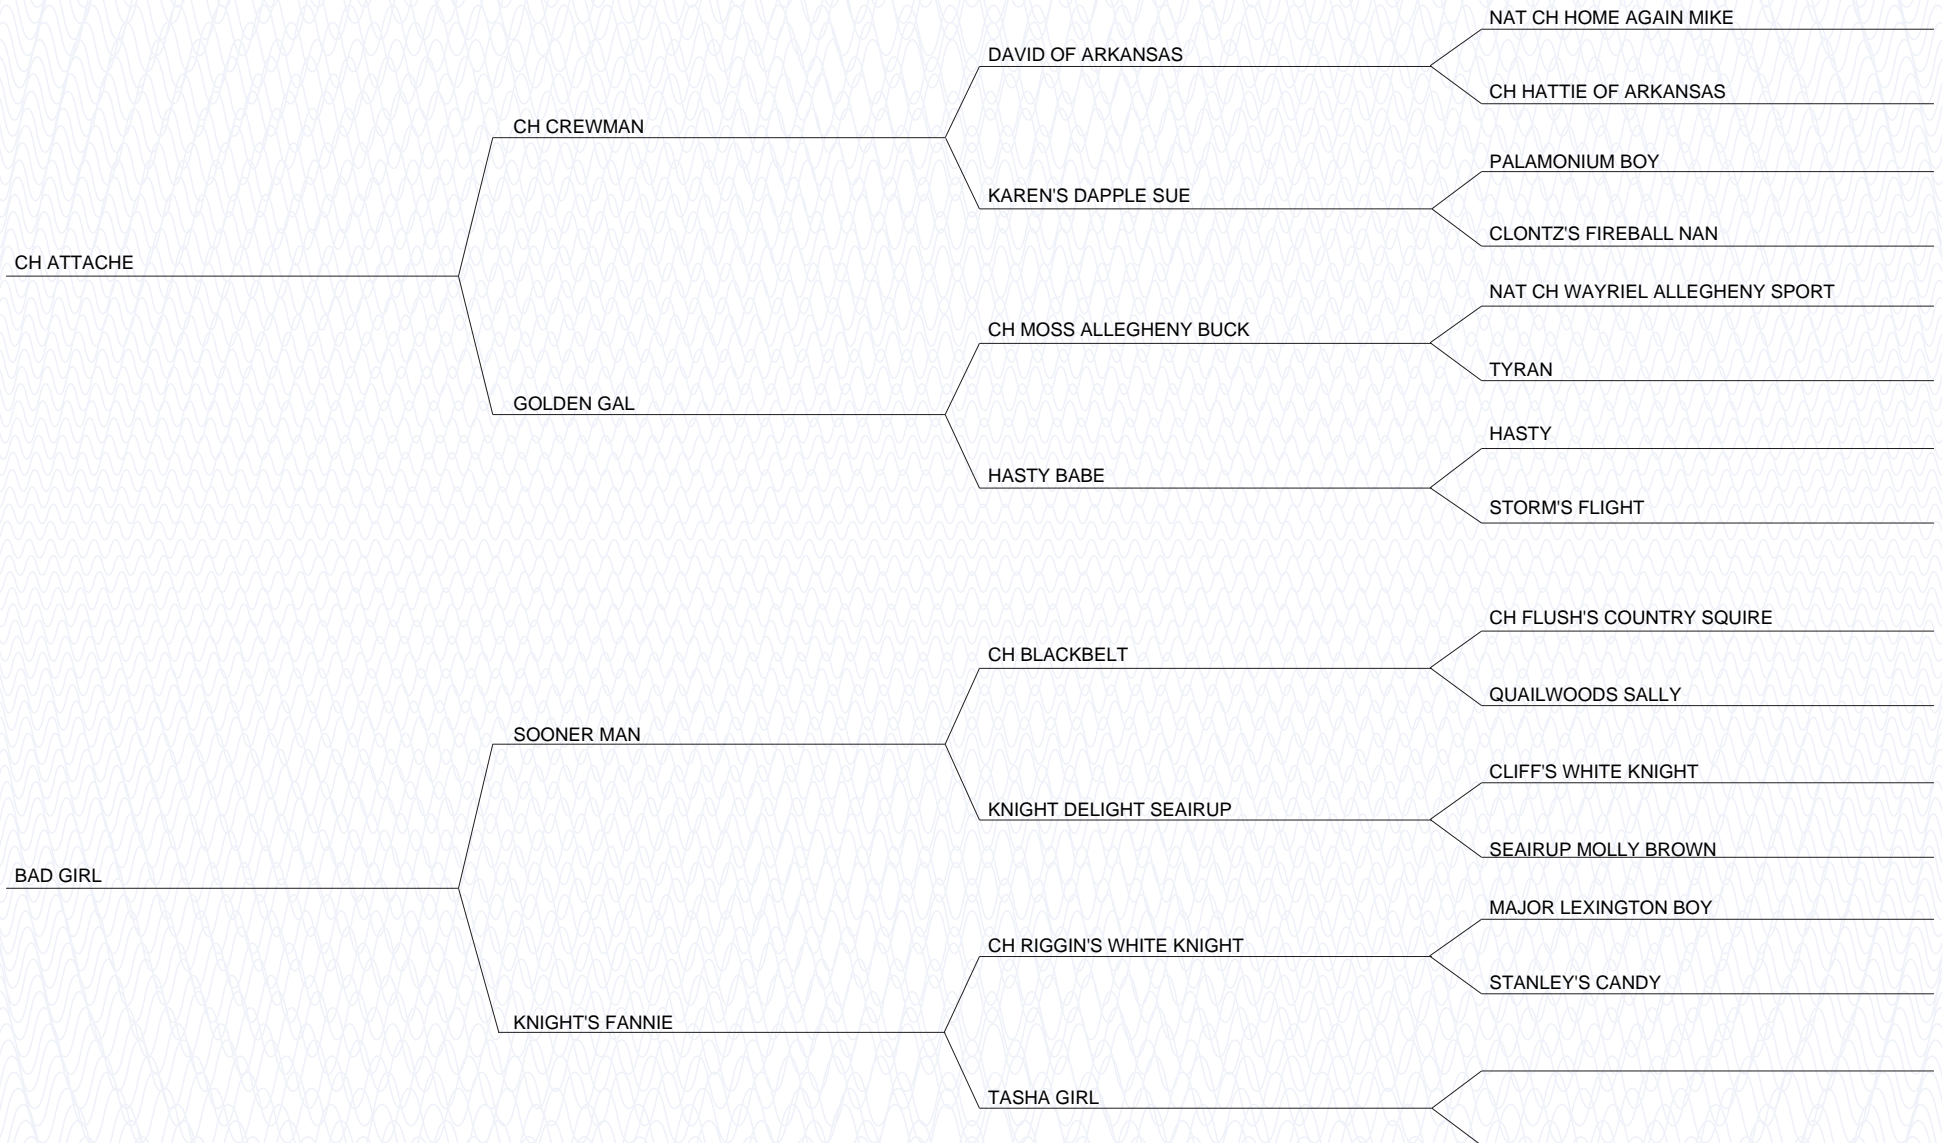 NAT CH HOME AGAIN MIKE
DAVID OF ARKANSAS
CH HATTIE OF ARKANSAS
CH CREWMAN
PALAMONIUM BOY
KAREN'S DAPPLE SUE
CLONTZ'S FIREBALL NAN
CH ATTACHE
NAT CH WAYRIEL ALLEGHENY SPORT
CH MOSS ALLEGHENY BUCK
TYRAN
GOLDEN GAL
HASTY
HASTY BABE
STORM'S FLIGHT
CH FLUSH'S COUNTRY SQUIRE
CH BLACKBELT
QUAILWOODS SALLY
SOONER MAN
CLIFF'S WHITE KNIGHT
KNIGHT DELIGHT SEAIRUP
SEAIRUP MOLLY BROWN
BAD GIRL
MAJOR LEXINGTON BOY
CH RIGGIN'S WHITE KNIGHT
STANLEY'S CANDY
KNIGHT'S FANNIE
TASHA GIRL